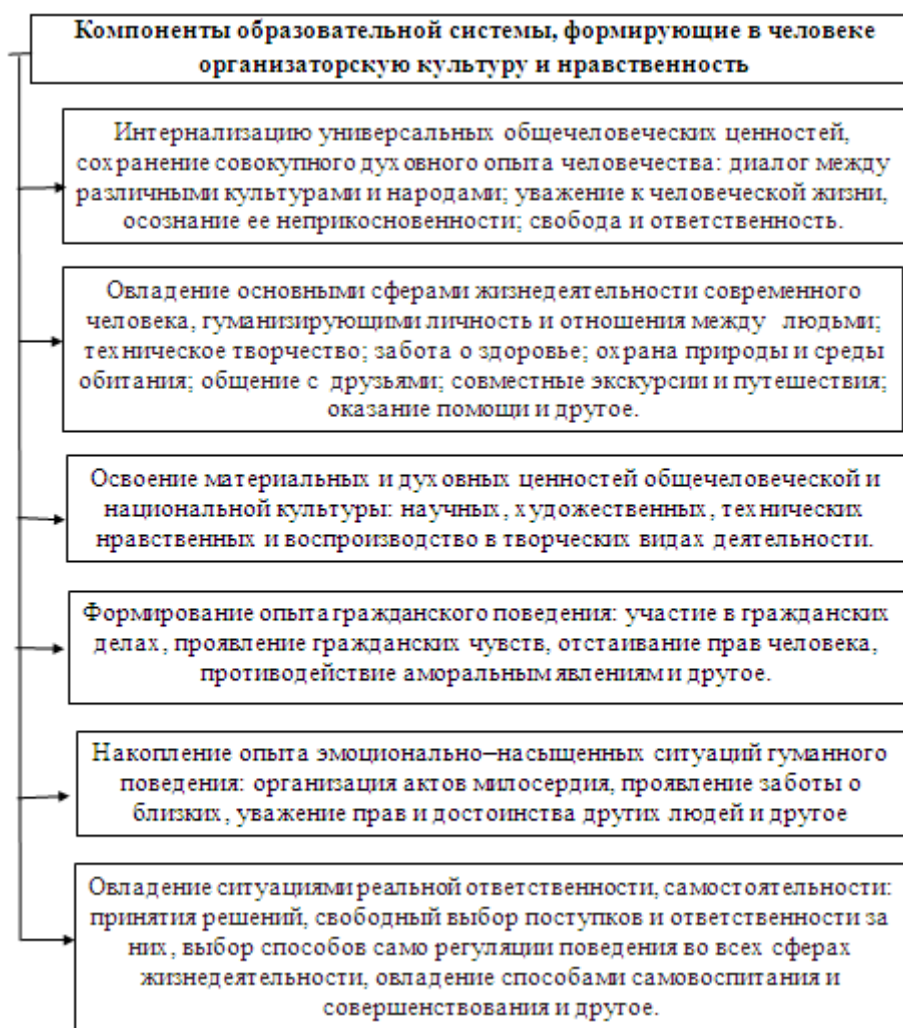 Компоненты образовательной системы, формирующие в человеке
организаторскую культуру и нравственность
Интернализацию универсальных общечеловеческих ценностей,
сохранение совокупного духовного опыта человечества: диалог между
различными культурами и народами; уважение к человеческой жизни,
осознание ее неприкосновенности; свобода и ответственность.
Овладение основными сферами жизнедеятельности современного
человека, гуманизирующими личность и отношения между людьми;
техническое творчество; забота о здоровье; охрана природы и среды
обитания; общение с друзьями; совместные экскурсии и путешествия;
оказание помощи и другое.
Освоение материальных и духовных ценностей общечеловеческой и
национальной культуры: научных, художественных, технических
нравственных и воспроизводство в творческих видах деятельности.
Формирование опыта гражданского поведения: участие в гражданских
делах, проявление гражданских чувств, отстаивание прав человека,
противодействие аморальным явлениям и другое.
Накопление опыта эмоционально–насыщенных ситуаций гуманного
поведения: организация актов милосердия, проявление заботы о
близких, уважение прав и достоинства других людей и другое
Овладение ситуациями реальной ответственности, самостоятельности:
принятия решений, свободный выбор поступков и ответственности за
них, выбор способов само регуляции поведения во всех сферах
жизнедеятельности, овладение способами самовоспитания и
совершенствования и другое.